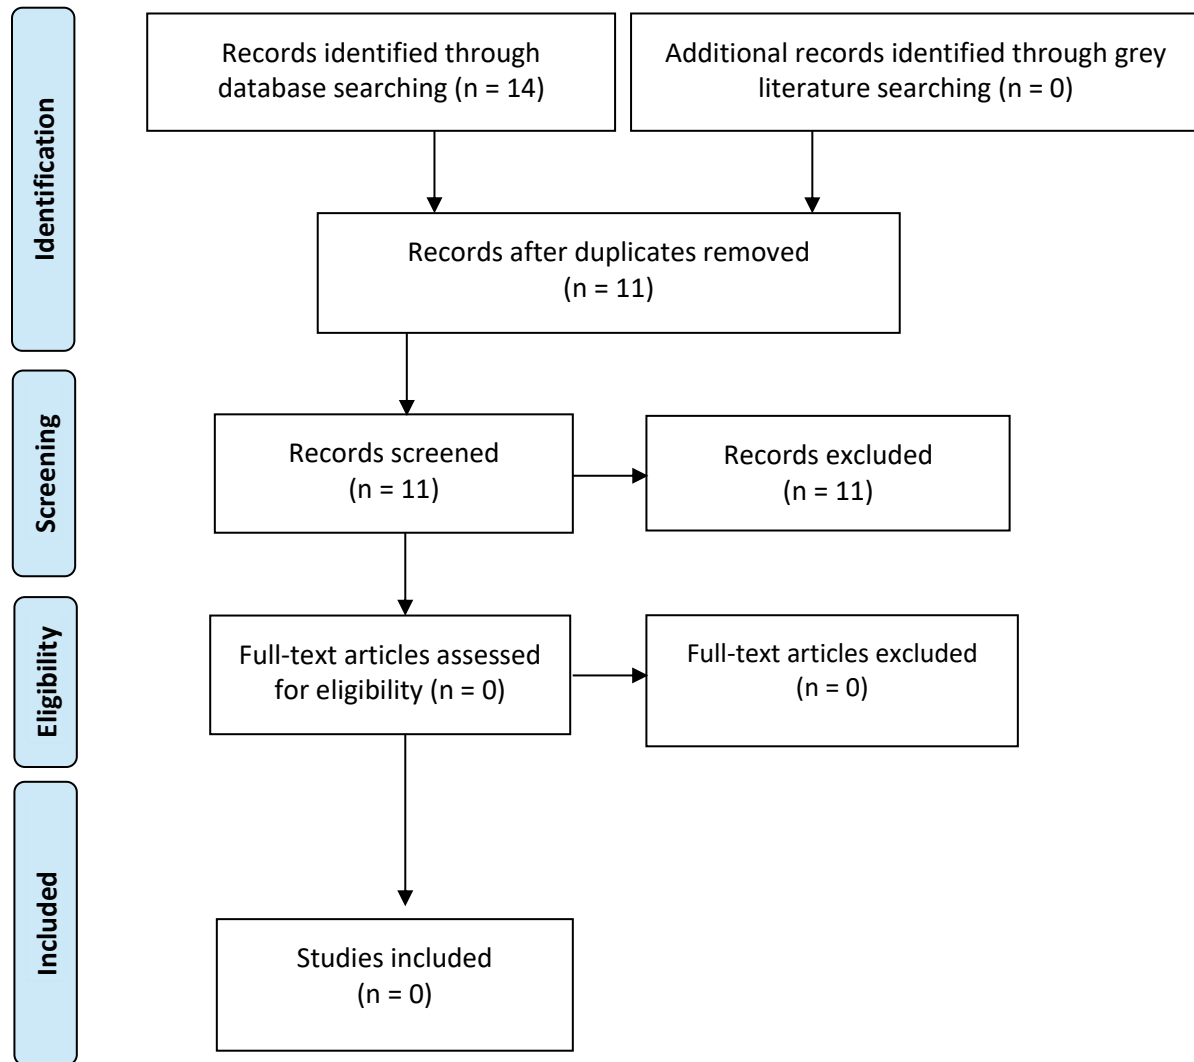 Identification
Records identified through
database searching (n = 14)
Additional records identified through grey
literature searching (n = 0)
Records after duplicates removed
(n = 11)
Screening
Records screened
(n = 11)
Records excluded
(n = 11)
Eligibility
Full-text articles assessed
for eligibility (n = 0)
Full-text articles excluded
(n = 0)
Included
Studies included
(n = 0)